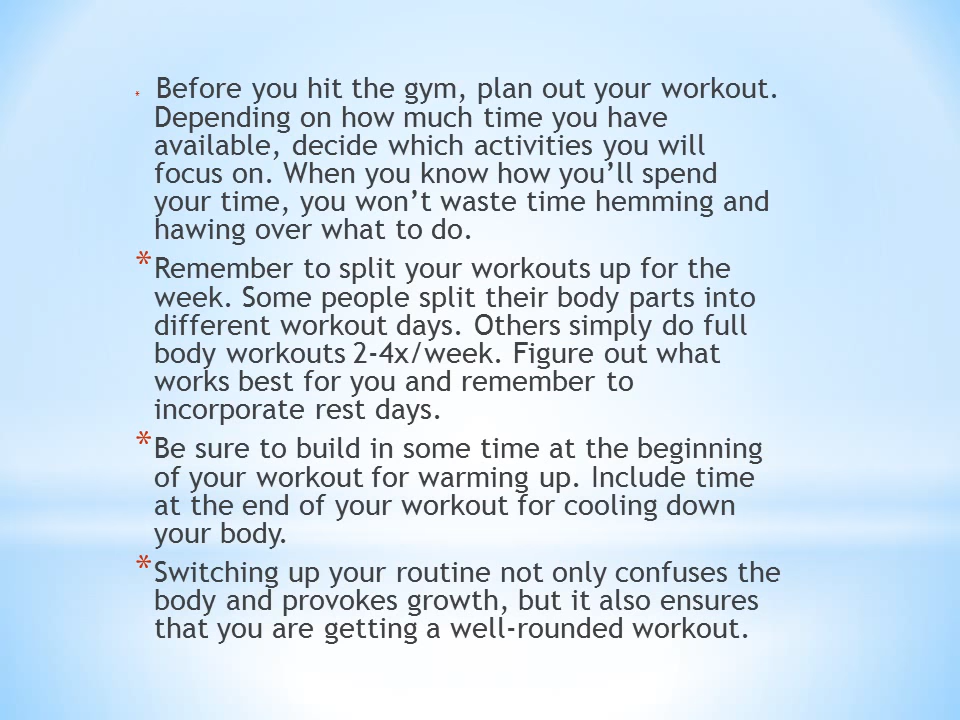 * Before you hit the gym, plan out your workout.
Depending on how much time you have
available, decide which activities you will
focus on. When you know how you’ll spend
your time, you won’t waste time hemming and
hawing over what to do.
* Remember to split your workouts up for the
week. Some people split their body parts into
different workout days. Others simply do full
body workouts 2-4x/week. Figure out what
works best for you and remember to
incorporate rest days.
* Be sure to build in some time at the beginning
of your workout for warming up. Include time
at the end of your workout for cooling down
your body.
* Switching up your routine not only confuses the
body and provokes growth, but it also ensures
that you are getting a well-rounded workout.